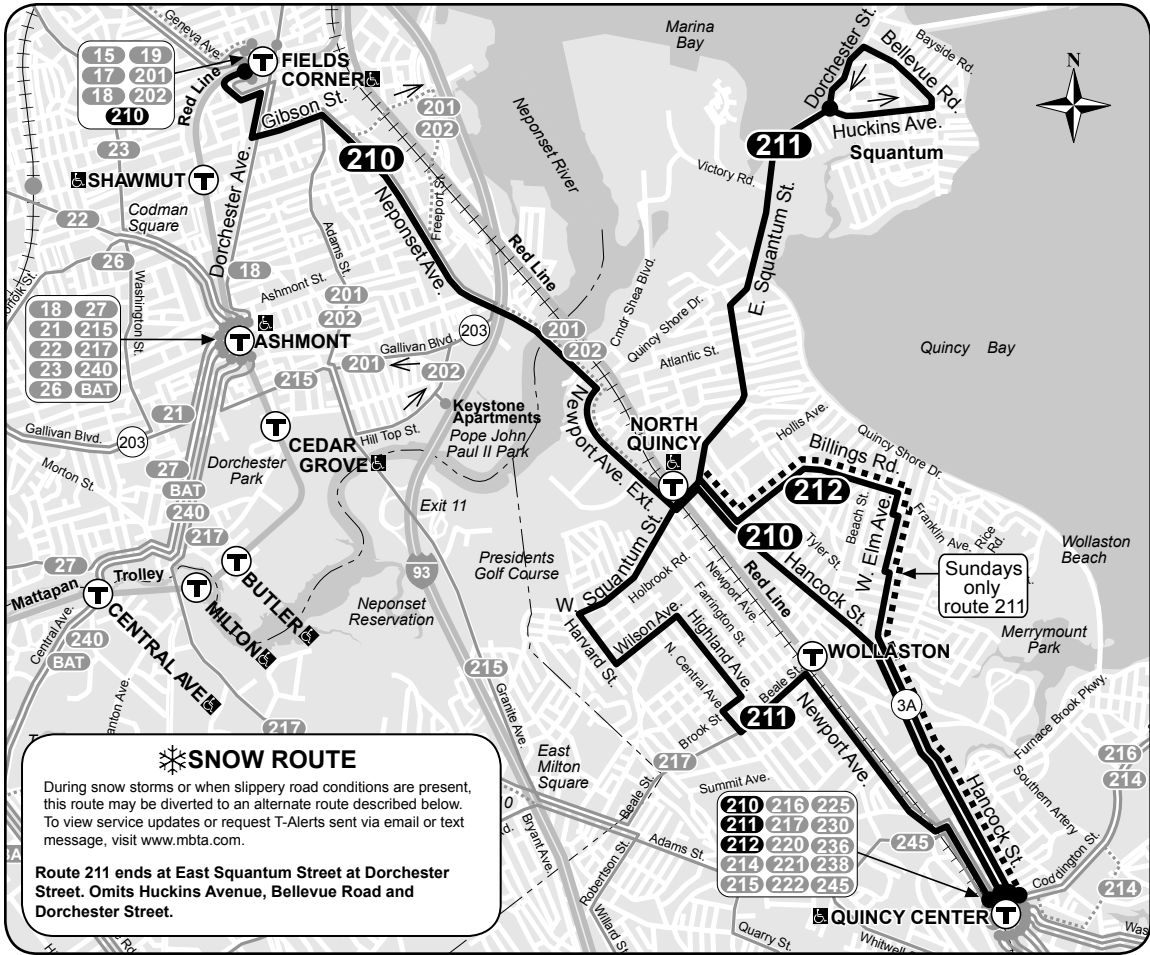 Geneva Ave.
15 19
17 201
18 202
210
Red Line
FIELDS
CORNER
Gibson St.
201
202
210
23
SHAWMUT
Codman
Square
22
26
Dorchester Ave.
18
Adams St.
Ashmont St.
201
202
Washington St.
Neponset Ave.
Freeport St.
Red Line
Neponset River
Marina
Bay
Dorchester St.
Bellevue Rd.
Bayside Rd.
Huckins Ave.
Squantum
211
Victory Rd.
E. Squantum St.
N
Quincy Bay
18 27
21 215
22 217
23 240
26 BAT
ASHMONT
Gallivan Blvd.
203
201
202
215
201
202
Cmdr Shea Blvd.
Quincy Shore Dr.
Atlantic St.
21
Gallivan Blvd.
203
CEDAR
GROVE
Hill Top St.
Keystone
Apartments
Pope John
Paul II Park
Morton St.
27
BAT
240
217
Dorchester
Park
Exit 11
93
Newport Ave. Ext.
NORTH
QUINCY
Hollis Ave.
Billings Rd.
Quincy Shore Dr.
212
210
Beach St.
W. Elm Ave.
Franklin Ave.
Rice
Rd.
Tyler St.
Hancock St.
Sundays
only
route 211
Wollaston
Beach
Merrymount
Park
27
Mattapan
Trolley
BUTLER
MILTON
CENTRAL AVE
Central Ave.
240
BAT
217
Neponset
Reservation
Presidents
Golf Course
W. Squantum St.
Holbrook Rd.
Newport Ave.
Farrington St.
Red Line
Wilson Ave.
Highland Ave.
Harvard St.
N. Central Ave.
Beale St.
WOLLASTON
211
Brook St.
Newport Ave.
3A
Furnace Brook Pkwy.
216
214
Southern Artery
215
Granite Ave.
East
Milton
Square
217
Beale St.
Summit Ave.
Adams St.
Bryant Ave.
Robertson St.
Willard St.
Hancock St.
Coddington St.
214
245
210 216 225
211 217 230
212 220 236
214 221 238
215 222 245
QUINCY CENTER
Quarry St.
Whitwell
SNOW ROUTE
During snow storms or when slippery road conditions are present,
this route may be diverted to an alternate route described below.
To view service updates or request T-Alerts sent via email or text
message, visit www.mbta.com.
Route 211 ends at East Squantum Street at Dorchester
Street. Omits Huckins Avenue, Bellevue Road and
Dorchester Street.